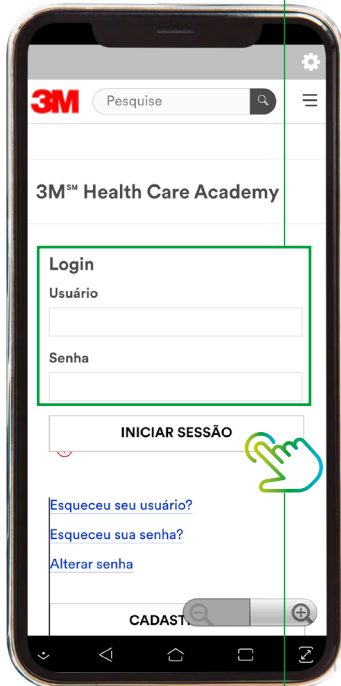 3M
Pesquise
3M℠ Health Care Academy
Login
Usuário
Senha
INICIAR SESSÃO
Esqueceu seu usuário?
Esqueceu sua senha?
Alterar senha
CADAST